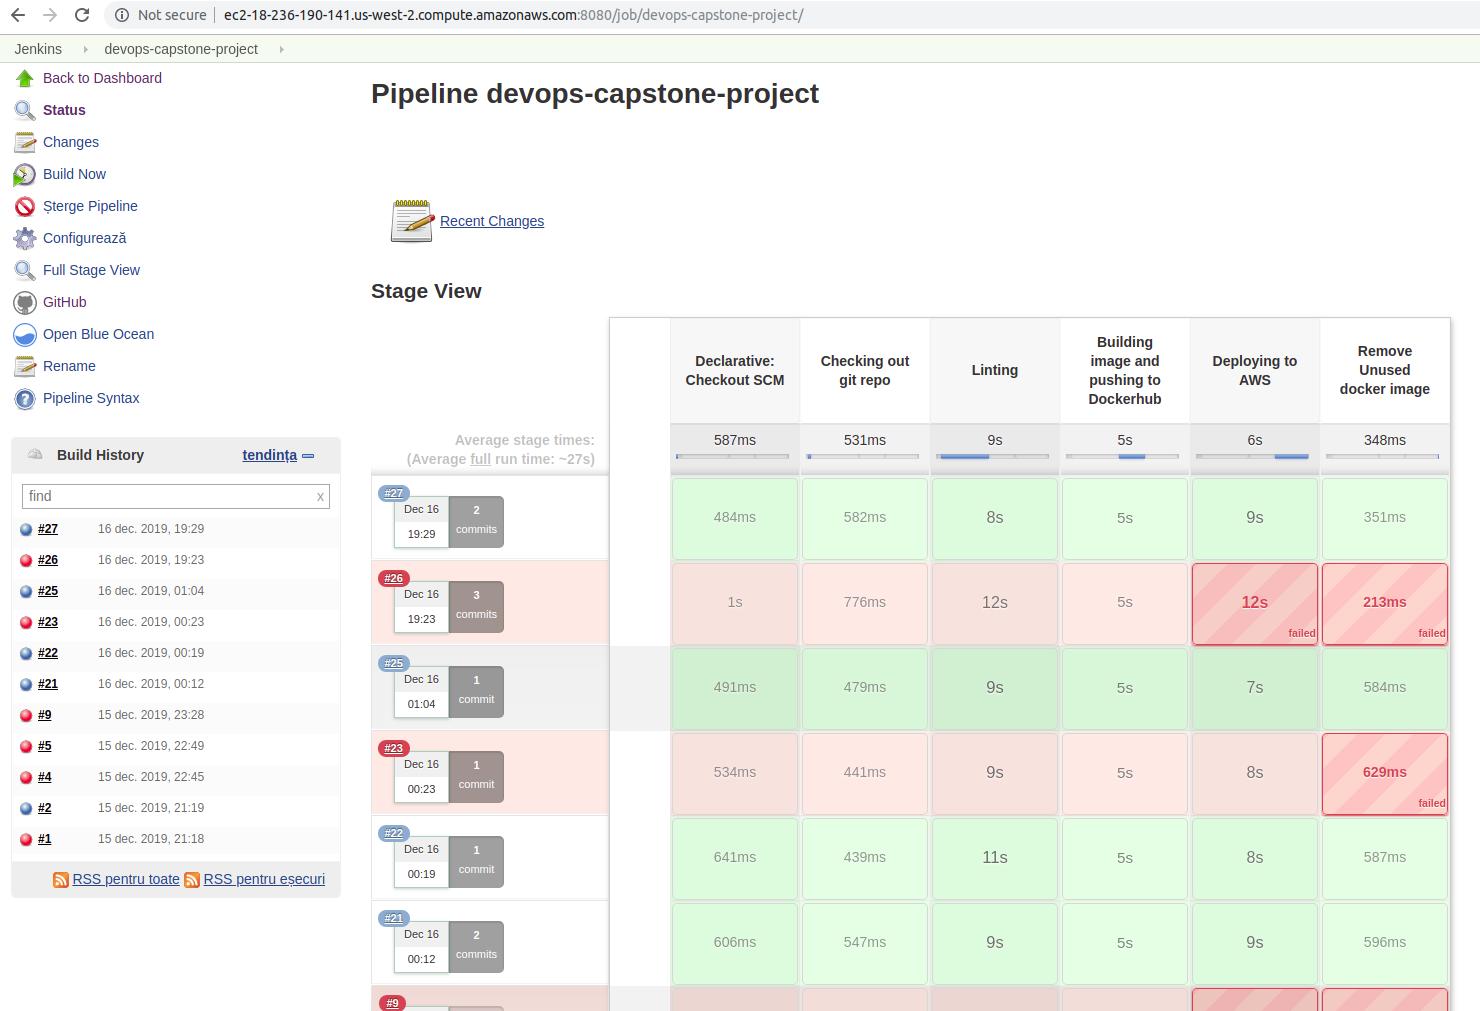 Not secure | ec2-18-236-190-141.us-west-2.compute.amazonaws.com:8080/job/devops-capstone-project/
Jenkins
devops-capstone-project
Back to Dashboard
Status
Changes
Build Now
Șterge Pipeline
Configurează
Full Stage View
GitHub
Open Blue Ocean
Rename
Pipeline Syntax
Build History
tendința
find
x
#27 16 dec. 2019, 19:29
#26 16 dec. 2019, 19:23
#25 16 dec. 2019, 01:04
#23 16 dec. 2019, 00:23
#22 16 dec. 2019, 00:19
#21 16 dec. 2019, 00:12
#9 15 dec. 2019, 23:28
#5 15 dec. 2019, 22:49
#4 15 dec. 2019, 22:45
#2 15 dec. 2019, 21:19
#1 15 dec. 2019, 21:18
RSS pentru toate RSS pentru eșecuri
Pipeline devops-capstone-project
Recent Changes
Stage View
Declarative:
Checkout SCM
Checking out
git repo
Linting
Building
image and
pushing to
Dockerhub
Deploying to
AWS
Remove
Unused
docker image
Average stage times:
(Average full run time: ~27s)
587ms 531ms 9s 5s 6s 348ms
#27
Dec 16
19:29
2
commits
484ms 582ms 8s 5s 9s 351ms
#26
Dec 16
19:23
3
commits
1s 776ms 12s 5s 12s 213ms
failed failed
#25
Dec 16
01:04
1
commit
491ms 479ms 9s 5s 7s 584ms
#23
Dec 16
00:23
1
commit
534ms 441ms 9s 5s 8s 629ms
failed
#22
Dec 16
00:19
1
commit
641ms 439ms 11s 5s 8s 587ms
#21
Dec 16
00:12
2
commits
606ms 547ms 9s 5s 9s 596ms
#9